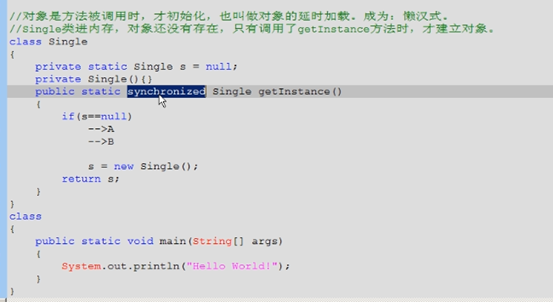 //对象是方法被调用时，才初始化，也叫做对象的延时加载。成为：懒汉式。
//Single类进内存，对象还没有存在，只有调用了getInstance方法时，才建立对象。
class Single
{
private static Single s = null;
private Single(){}
public static synchronized Single getInstance()
{
if(s==null)
-->A
-->B
s = new Single();
return s;
}
}
class
{
public static void main(String[] args)
{
System.out.println("Hello World!");
}
}